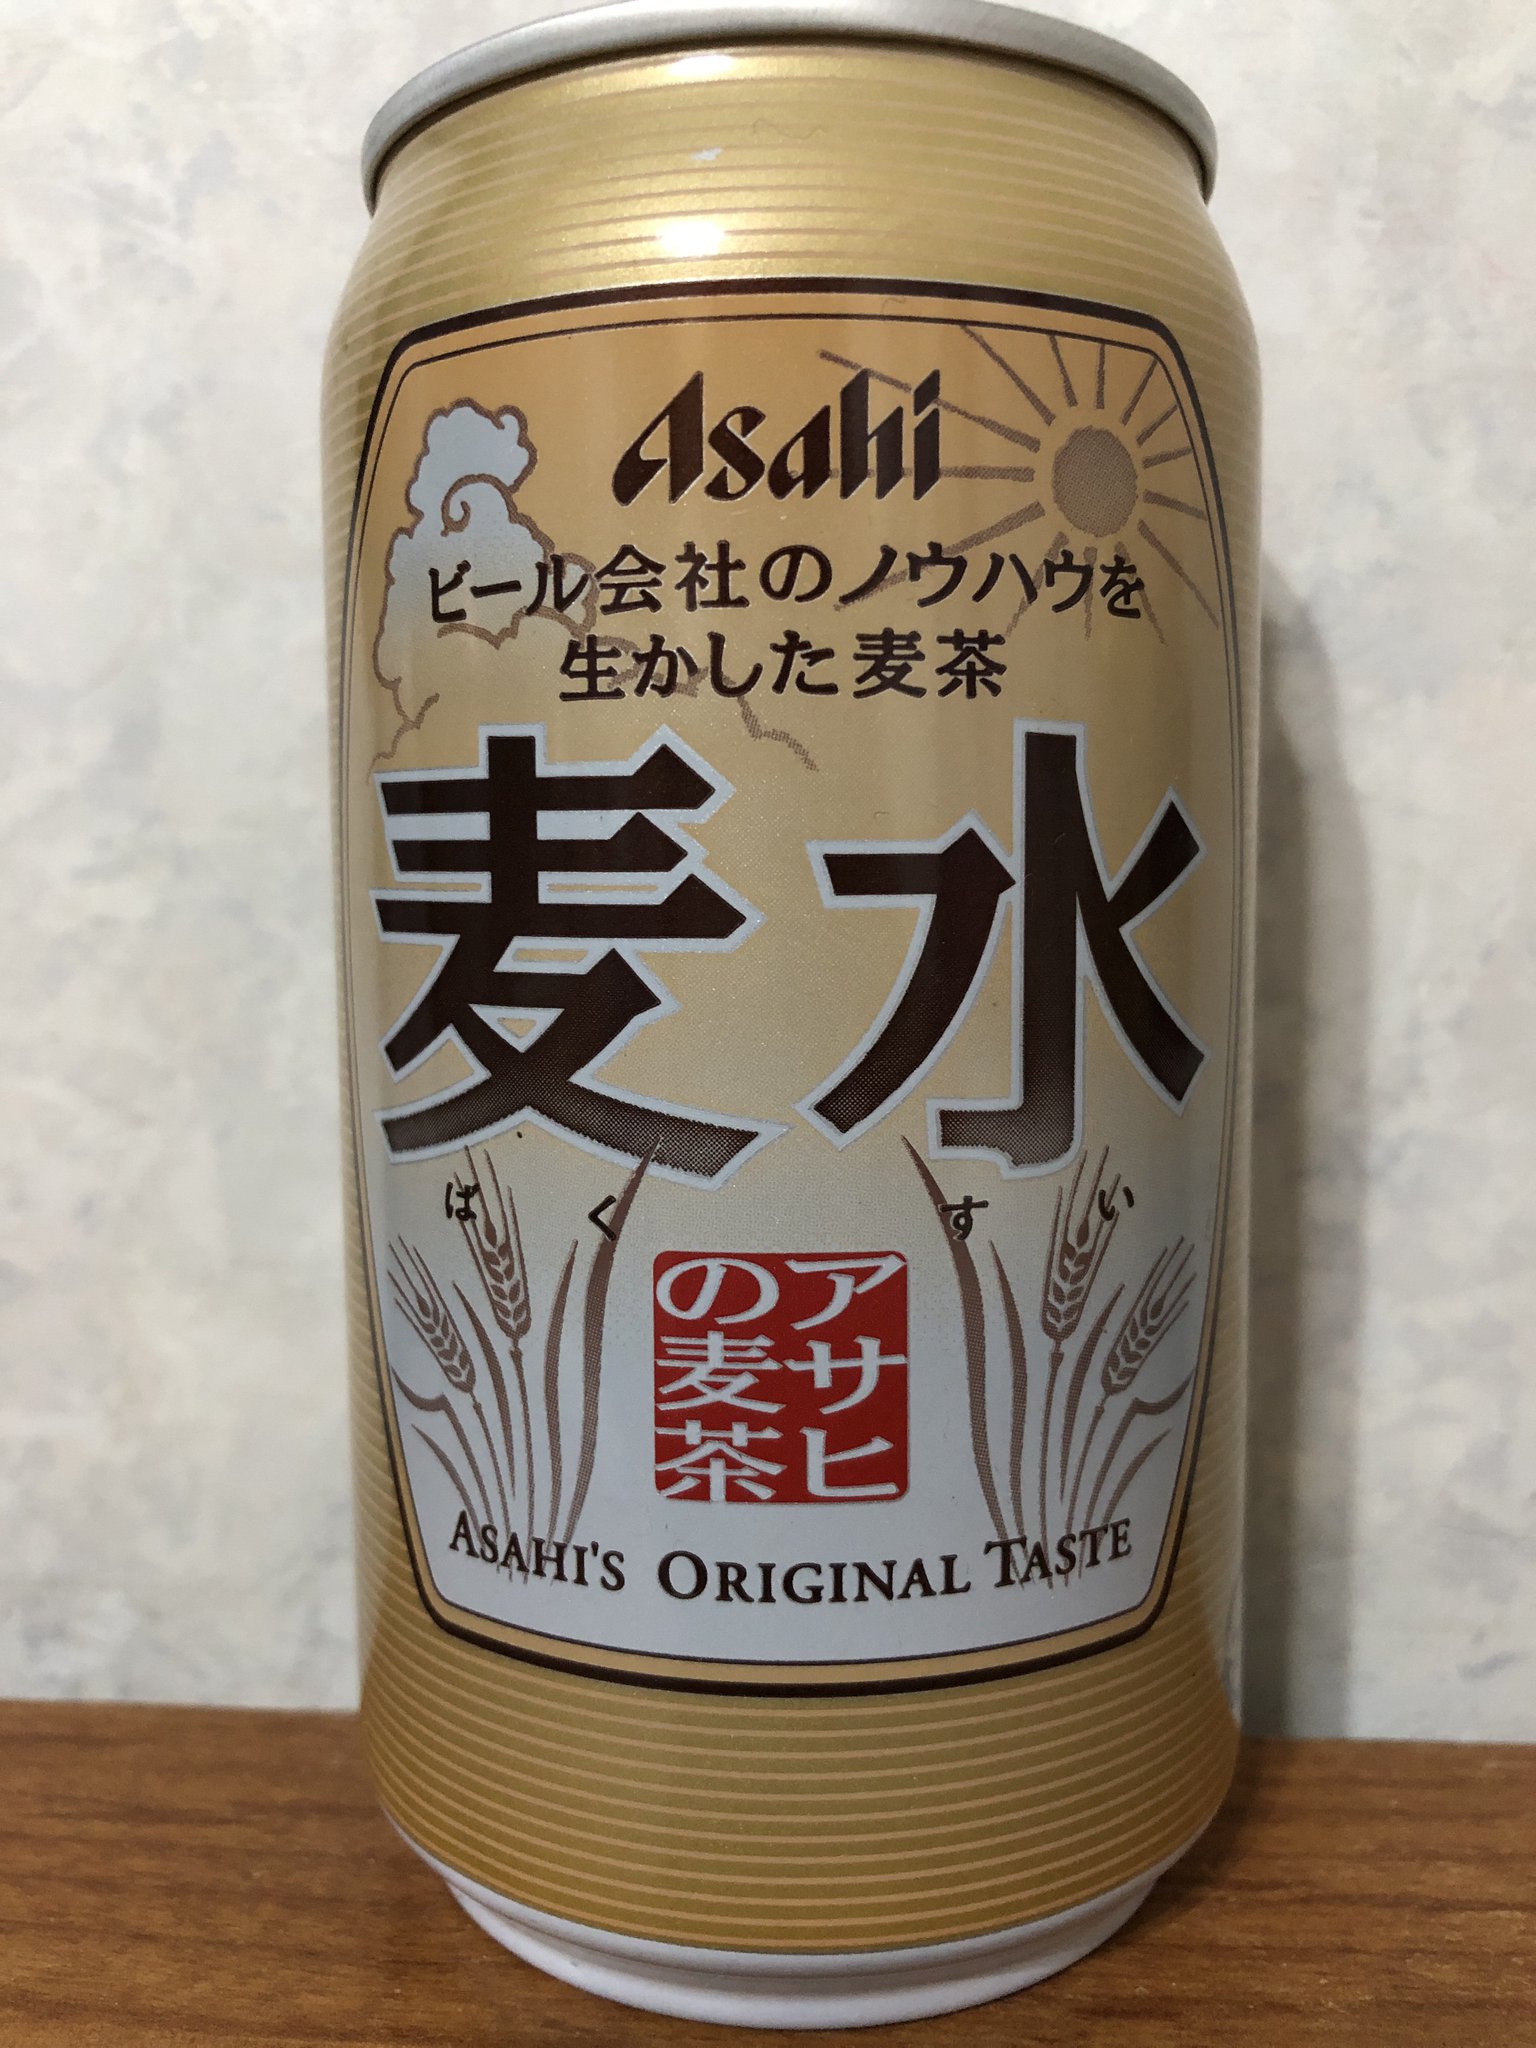 Asahi
ビール会社のノウハウを
生かした麦茶
麦水
ばくすい
アサヒ
の麦茶
ASAHI'S ORIGINAL TASTE